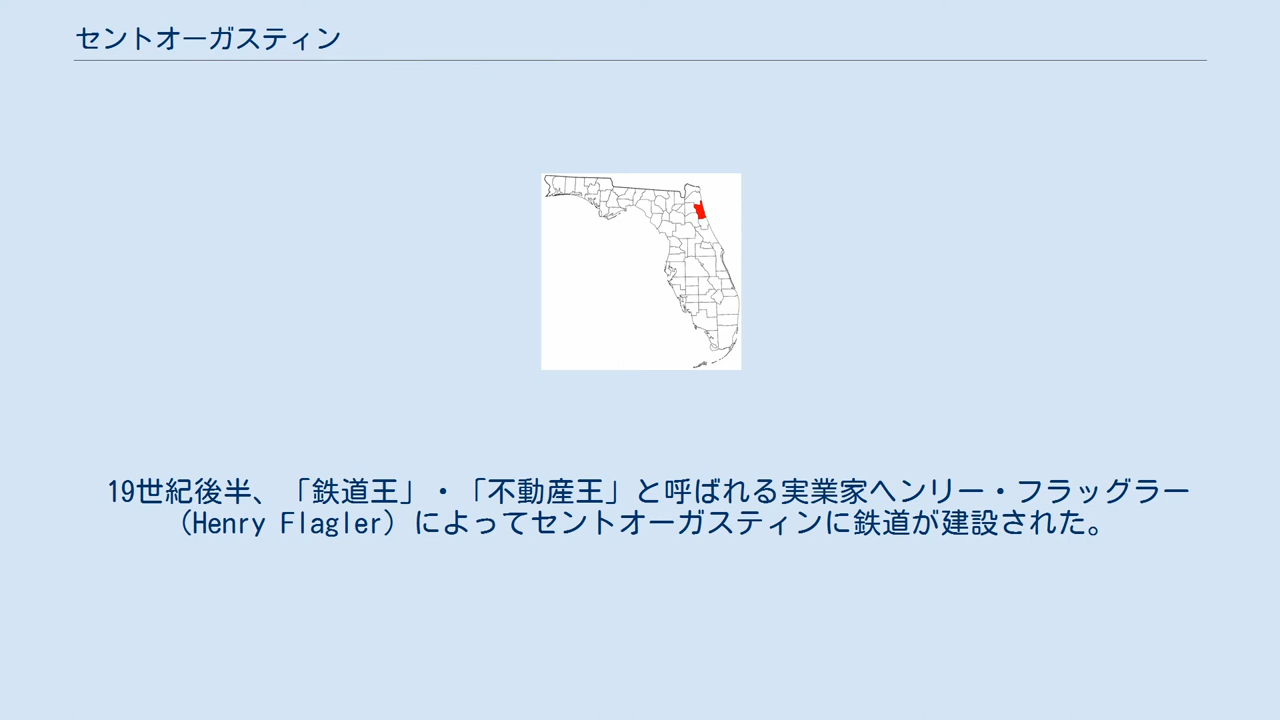 セントオーガスティン
19世紀後半、「鉄道王」・「不動産王」と呼ばれる実業家ヘンリー・フラッグラー
（Henry Flagler）によってセントオーガスティンに鉄道が建設された。